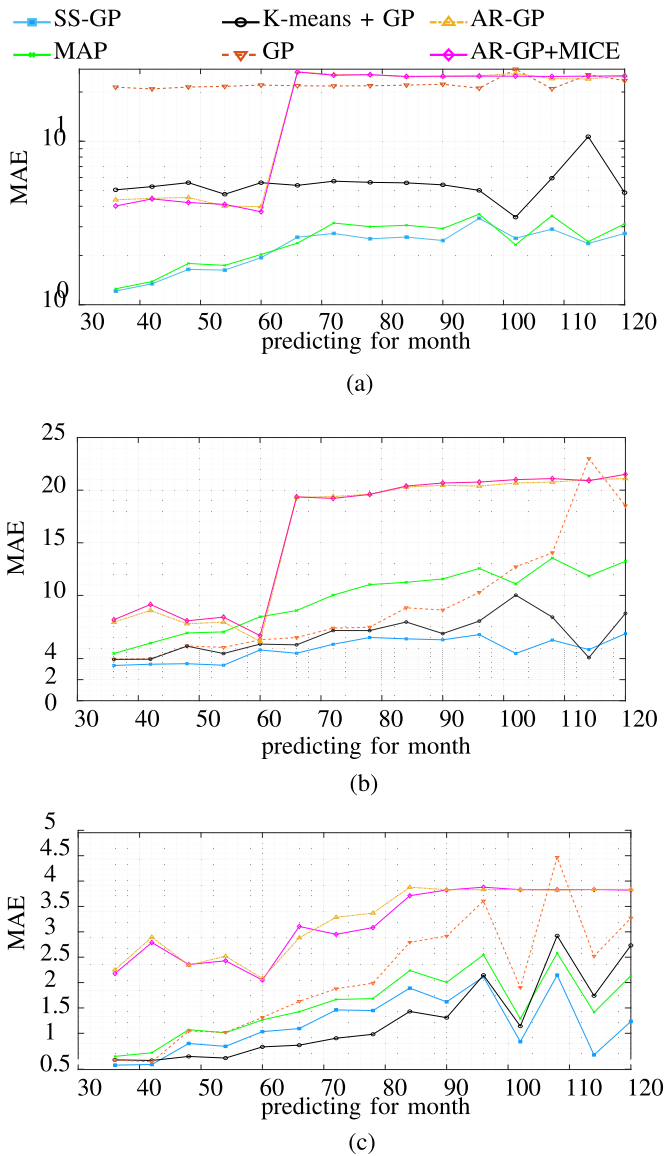 SS-GP K-means + GP AR-GP
MAP GP AR-GP+MICE
10 1
10 0
MAE
30 40 50 60 70 80 90 100 110 120
predicting for month
(a)
25
20
15
10
4
2
0
MAE
30 40 50 60 70 80 90 100 110 120
predicting for month
(b)
5
4.5
3.5
3
2.5
2
1.5
1
0.5
MAE
30 40 50 60 70 80 90 100 110 120
predicting for month
(c)